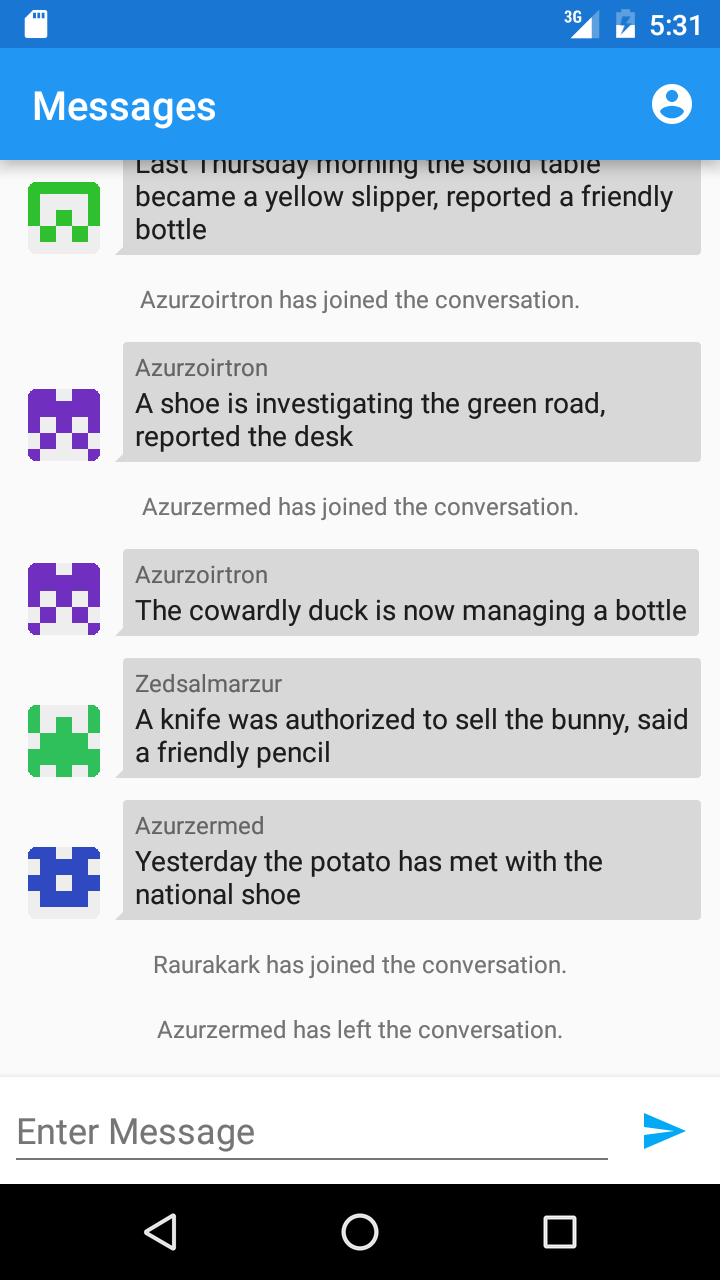 3G
5:31
Messages
Last Thursday morning the solid table
became a yellow slipper, reported a friendly
bottle
Azurzoirtron has joined the conversation.
Azurzoirtron
A shoe is investigating the green road,
reported the desk
Azurzermed has joined the conversation.
Azurzoirtron
The cowardly duck is now managing a bottle
Zedsalmarzur
A knife was authorized to sell the bunny, said
a friendly pencil
Azurzermed
Yesterday the potato has met with the
national shoe
Raurakark has joined the conversation.
Azurzermed has left the conversation.
Enter Message